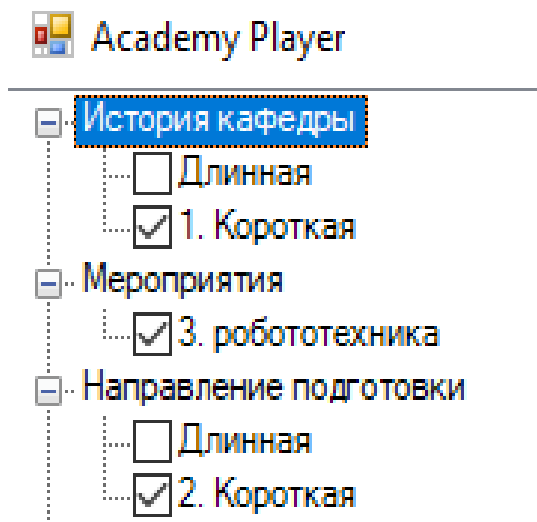 Academy Player
История кафедры
Длинная
1. Короткая
Мероприятия
3. робототехника
Направление подготовки
Длинная
2. Короткая